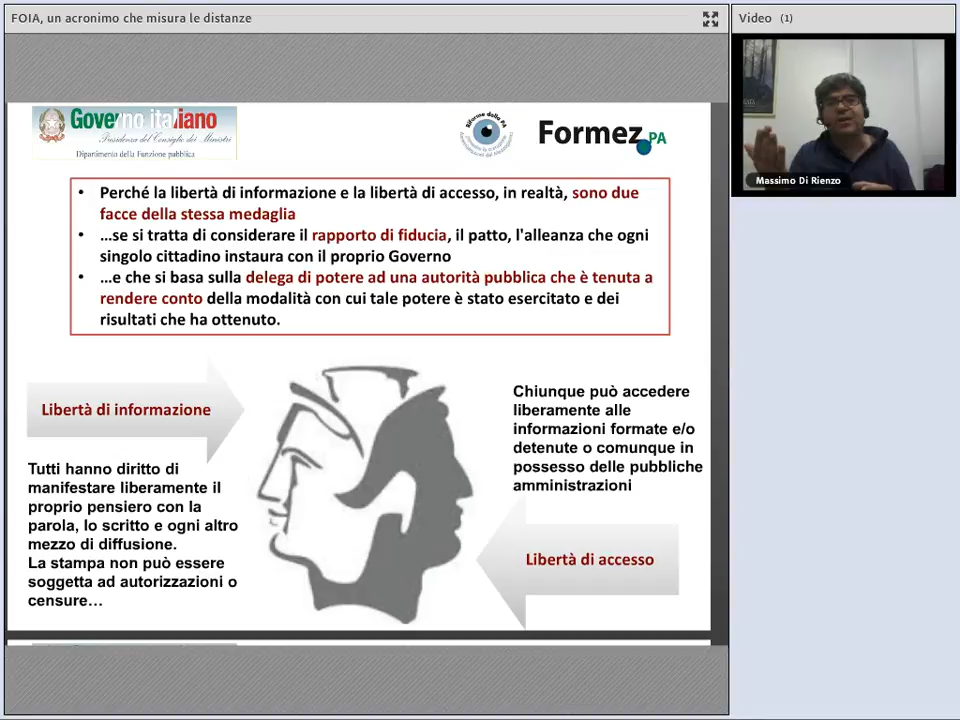 FOIA, un acronimo che misura le distanze
Video (1)
Massimo Di Rienzo
Governo italiano
Presidenza del Consiglio dei Ministri
Dipartimento della Funzione pubblica
Riforme della PA
Formez PA
• Perché la libertà di informazione e la libertà di accesso, in realtà, sono due
facce della stessa medaglia
• …se si tratta di considerare il rapporto di fiducia, il patto, l'alleanza che ogni
singolo cittadino instaura con il proprio Governo
• …e che si basa sulla delega di potere ad una autorità pubblica che è tenuta a
rendere conto della modalità con cui tale potere è stato esercitato e dei
risultati che ha ottenuto.
Libertà di informazione
Tutti hanno diritto di
manifestare liberamente il
proprio pensiero con la
parola, lo scritto e ogni altro
mezzo di diffusione.
La stampa non può essere
soggetta ad autorizzazioni o
censure…
Chiunque può accedere
liberamente alle
informazioni formate e/o
detenute o comunque in
possesso delle pubbliche
amministrazioni
Libertà di accesso